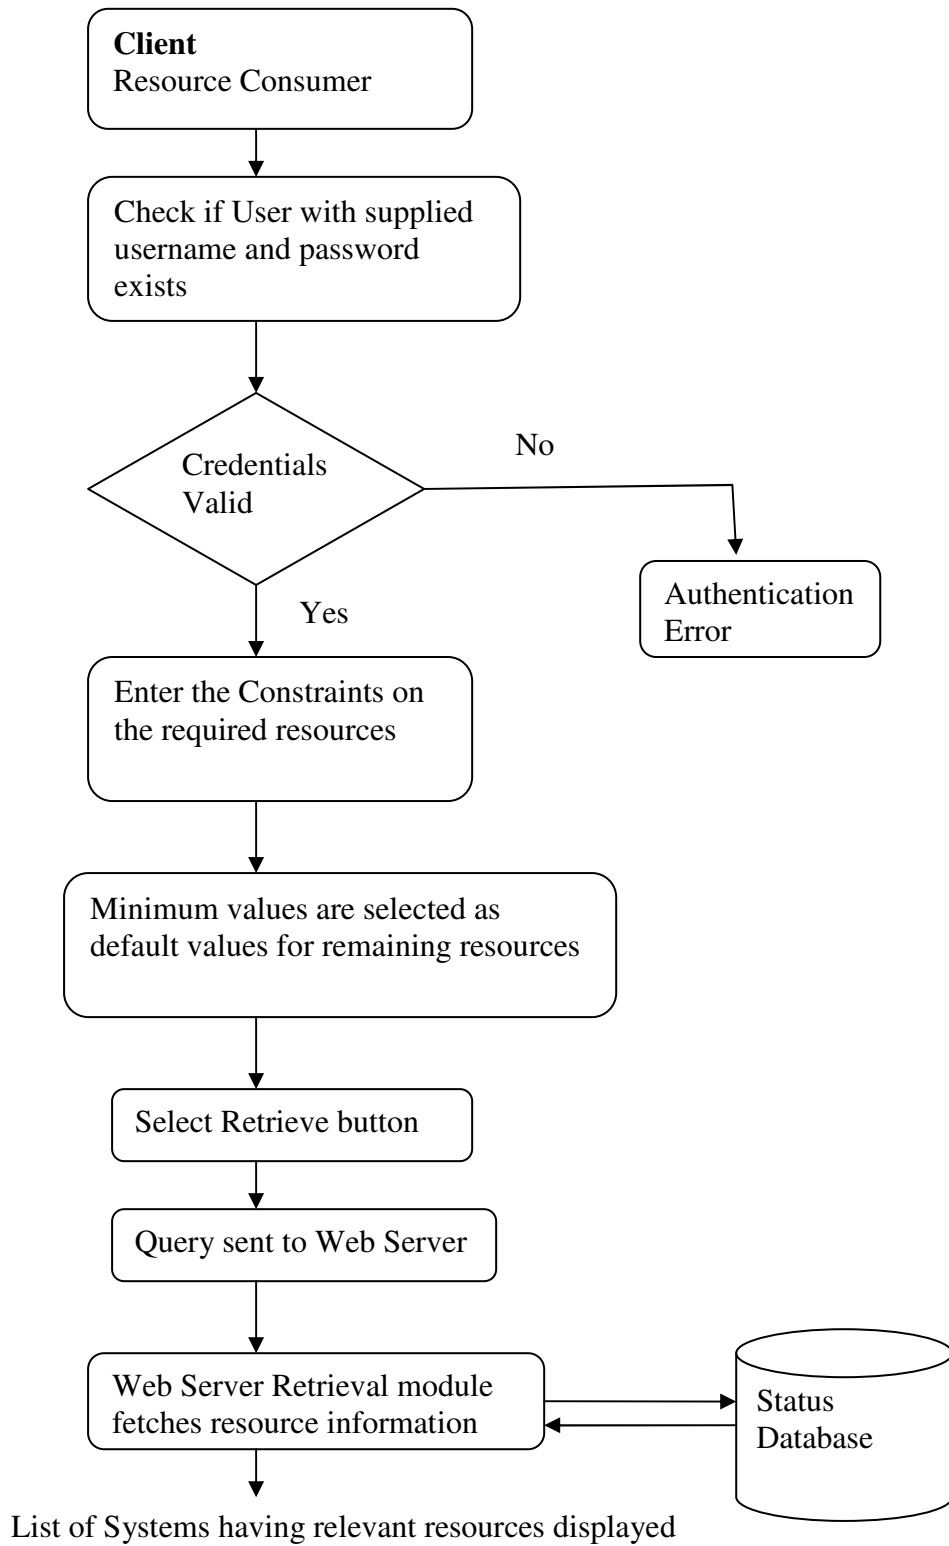 Client
Resource Consumer
Check if User with supplied
username and password
exists
Credentials
Valid
No
Yes
Authentication
Error
Enter the Constraints on
the required resources
Minimum values are selected as
default values for remaining resources
Select Retrieve button
Query sent to Web Server
Web Server Retrieval module
fetches resource information
Status
Database
List of Systems having relevant resources displayed